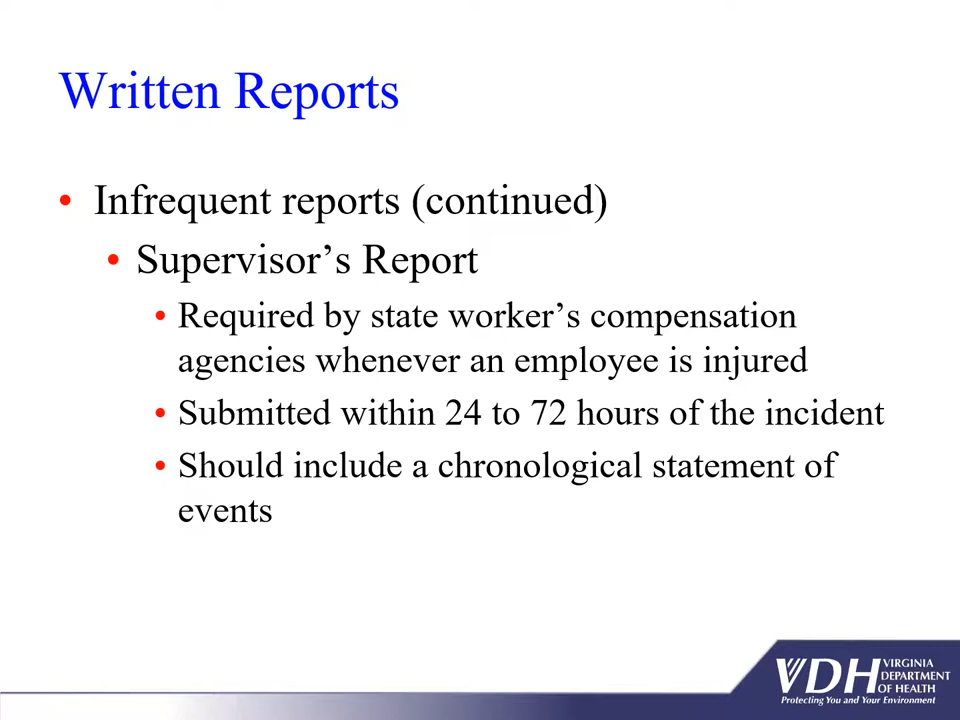 Written Reports
• Infrequent reports (continued)
• Supervisor’s Report
• Required by state worker’s compensation
agencies whenever an employee is injured
• Submitted within 24 to 72 hours of the incident
• Should include a chronological statement of
events
VDH VIRGINIA
DEPARTMENT
OF HEALTH
Protecting You and Your Environment